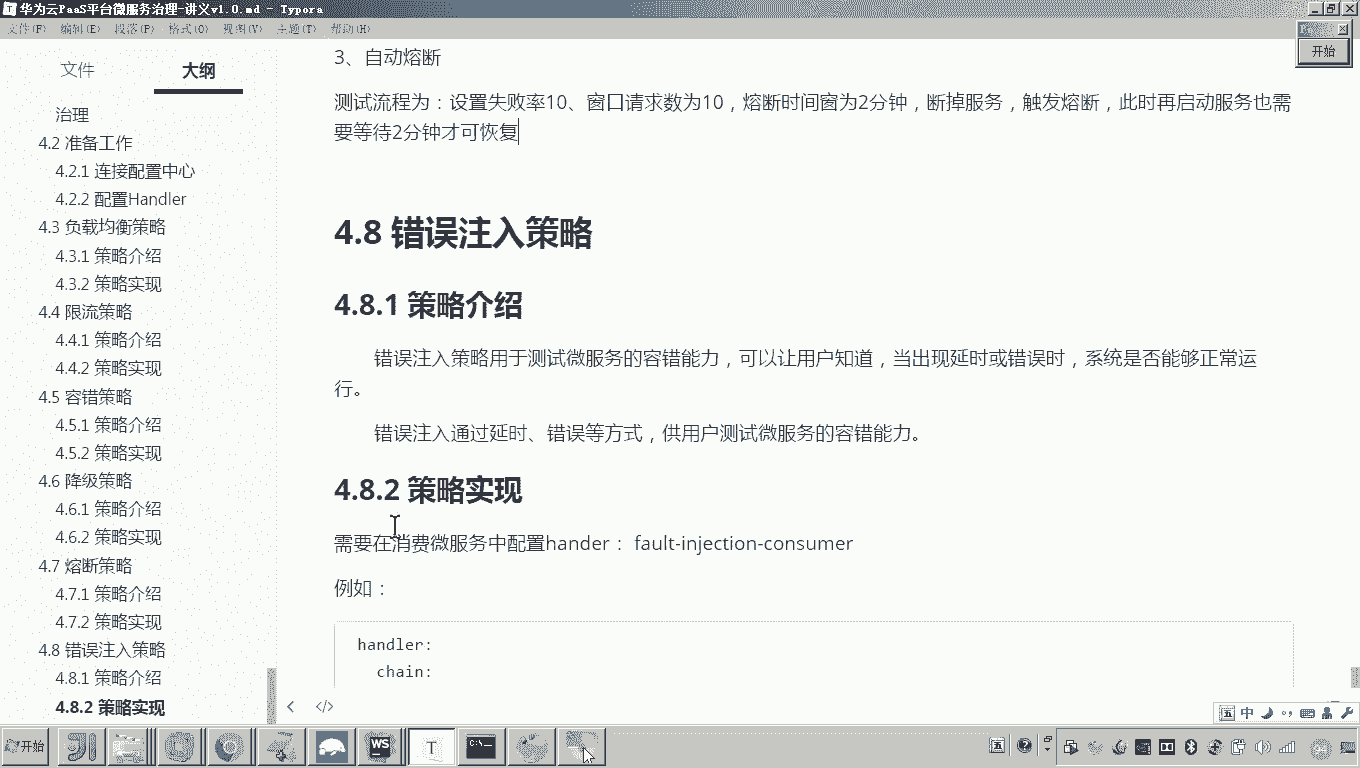 华为云PaaS平台微服务治理-讲义v1.0.md - Typora
文件(F) 编辑(E) 段落(P) 格式(O) 视图(V) 主题(T) 帮助(H)
开始
文件 大纲
治理
4.2 准备工作
4.2.1 连接配置中心
4.2.2 配置Handler
4.3 负载均衡策略
4.3.1 策略介绍
4.3.2 策略实现
4.4 限流策略
4.4.1 策略介绍
4.4.2 策略实现
4.5 容错策略
4.5.1 策略介绍
4.5.2 策略实现
4.6 降级策略
4.6.1 策略介绍
4.6.2 策略实现
4.7 熔断策略
4.7.1 策略介绍
4.7.2 策略实现
4.8 错误注入策略
4.8.1 策略介绍
4.8.2 策略实现
3、自动熔断
测试流程为：设置失败率10、窗口请求数为10，熔断时间窗为2分钟，断掉服务，触发熔断，此时再启动服务也需
要等待2分钟才可恢复
4.8 错误注入策略
4.8.1 策略介绍
错误注入策略用于测试微服务的容错能力，可以让用户知道，当出现延时或错误时，系统是否能够正常运
行。
错误注入通过延时、错误等方式，供用户测试微服务的容错能力。
4.8.2 策略实现
需要在消费微服务中配置hander： fault-injection-consumer
例如：
handler:
chain:
</>
五 中
开始 WS T C:\ 五